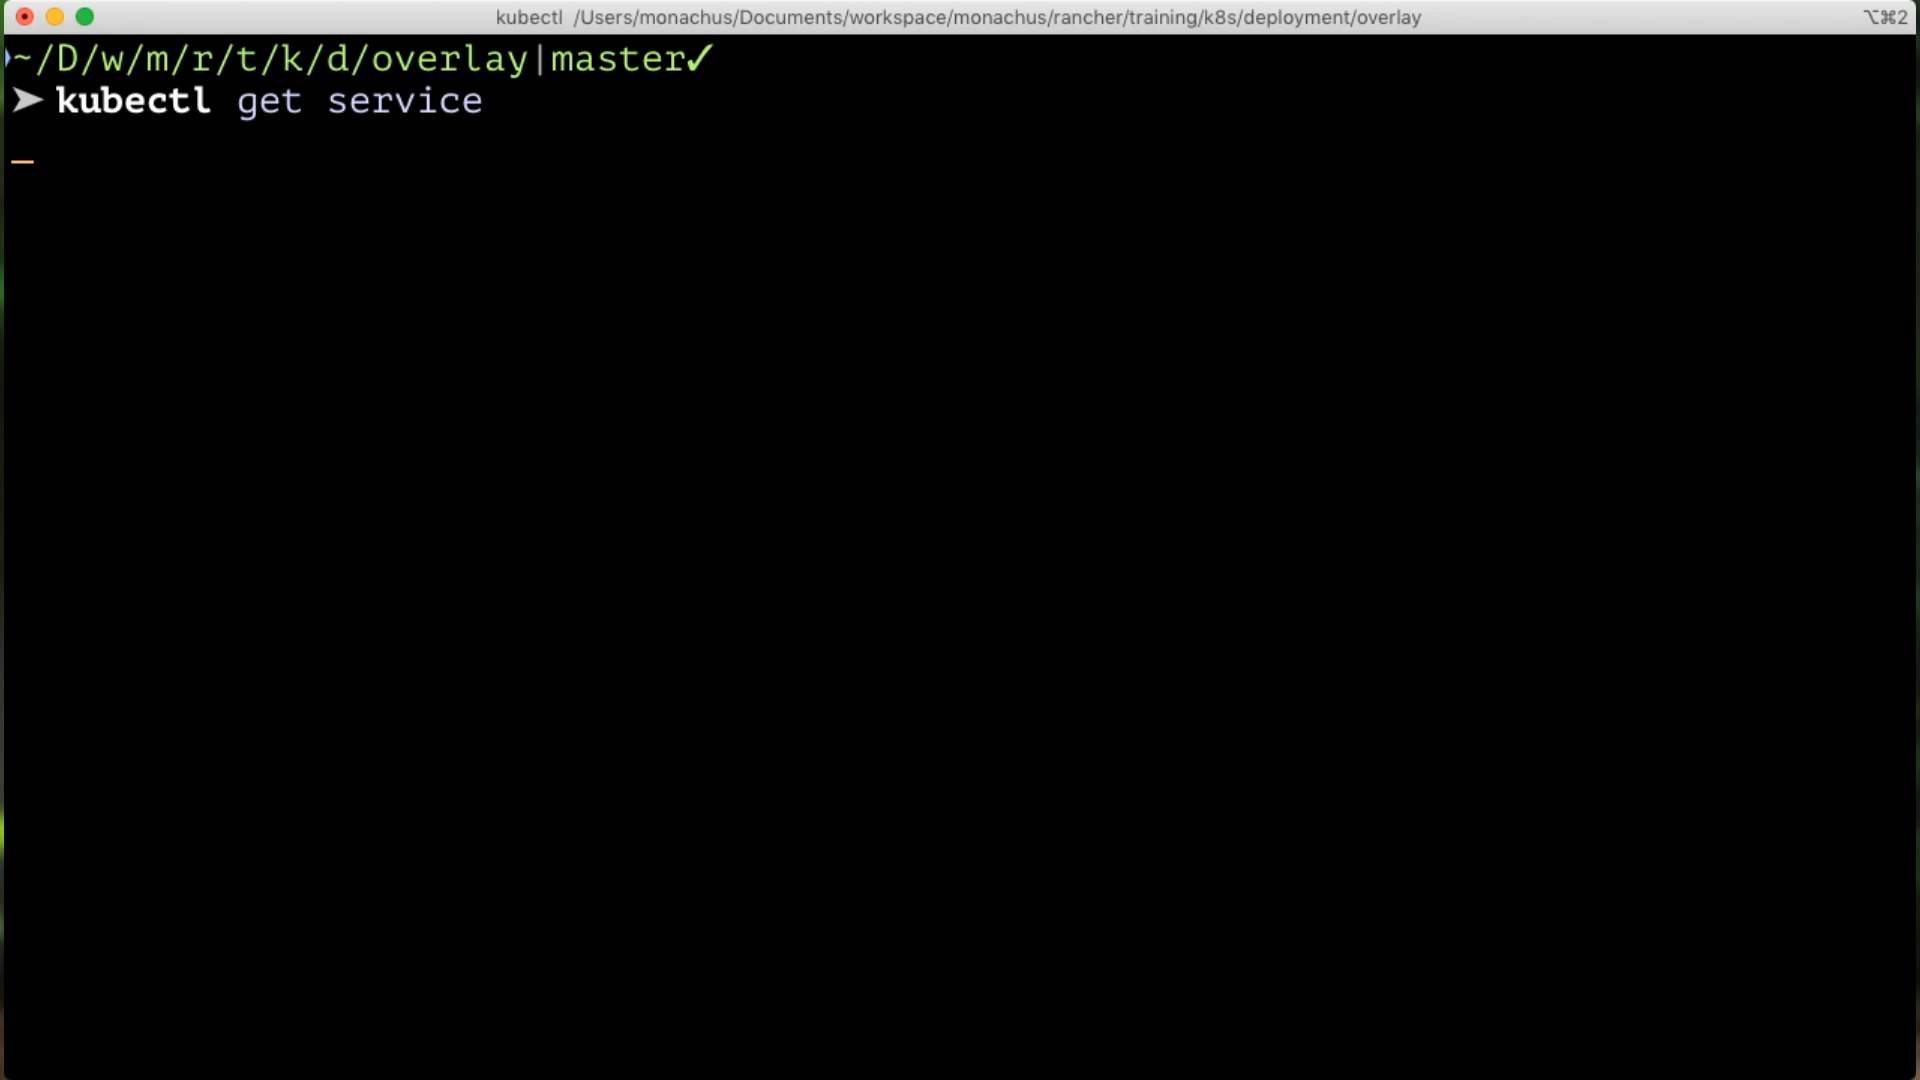 kubectl /Users/monachus/Documents/workspace/monachus/rancher/training/k8s/deployment/overlay ⌥⌘2
~/D/w/m/r/t/k/d/overlay|master✓
➤ kubectl get service
_